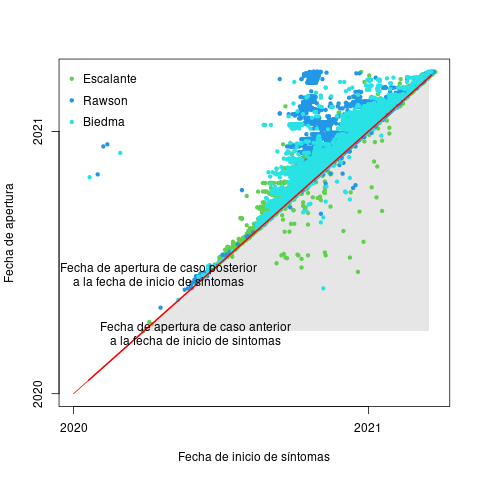 Escalante
Rawson
Biedma
2021
Fecha de apertura
Fecha de apertura de caso posterior
a la fecha de inicio de síntomas
Fecha de apertura de caso anterior
a la fecha de inicio de síntomas
2020
2020
2021
Fecha de inicio de síntomas